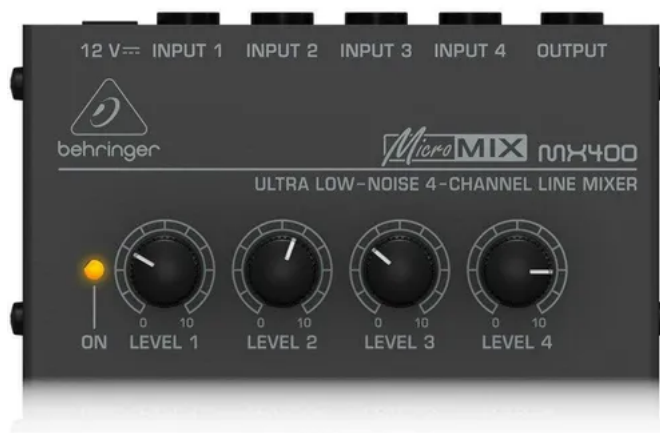 12 V⎓ INPUT 1 INPUT 2 INPUT 3 INPUT 4 OUTPUT
behringer
MicroMIX MX400
ULTRA LOW-NOISE 4-CHANNEL LINE MIXER
0 10 0 10 0 10 0 10
ON LEVEL 1 LEVEL 2 LEVEL 3 LEVEL 4